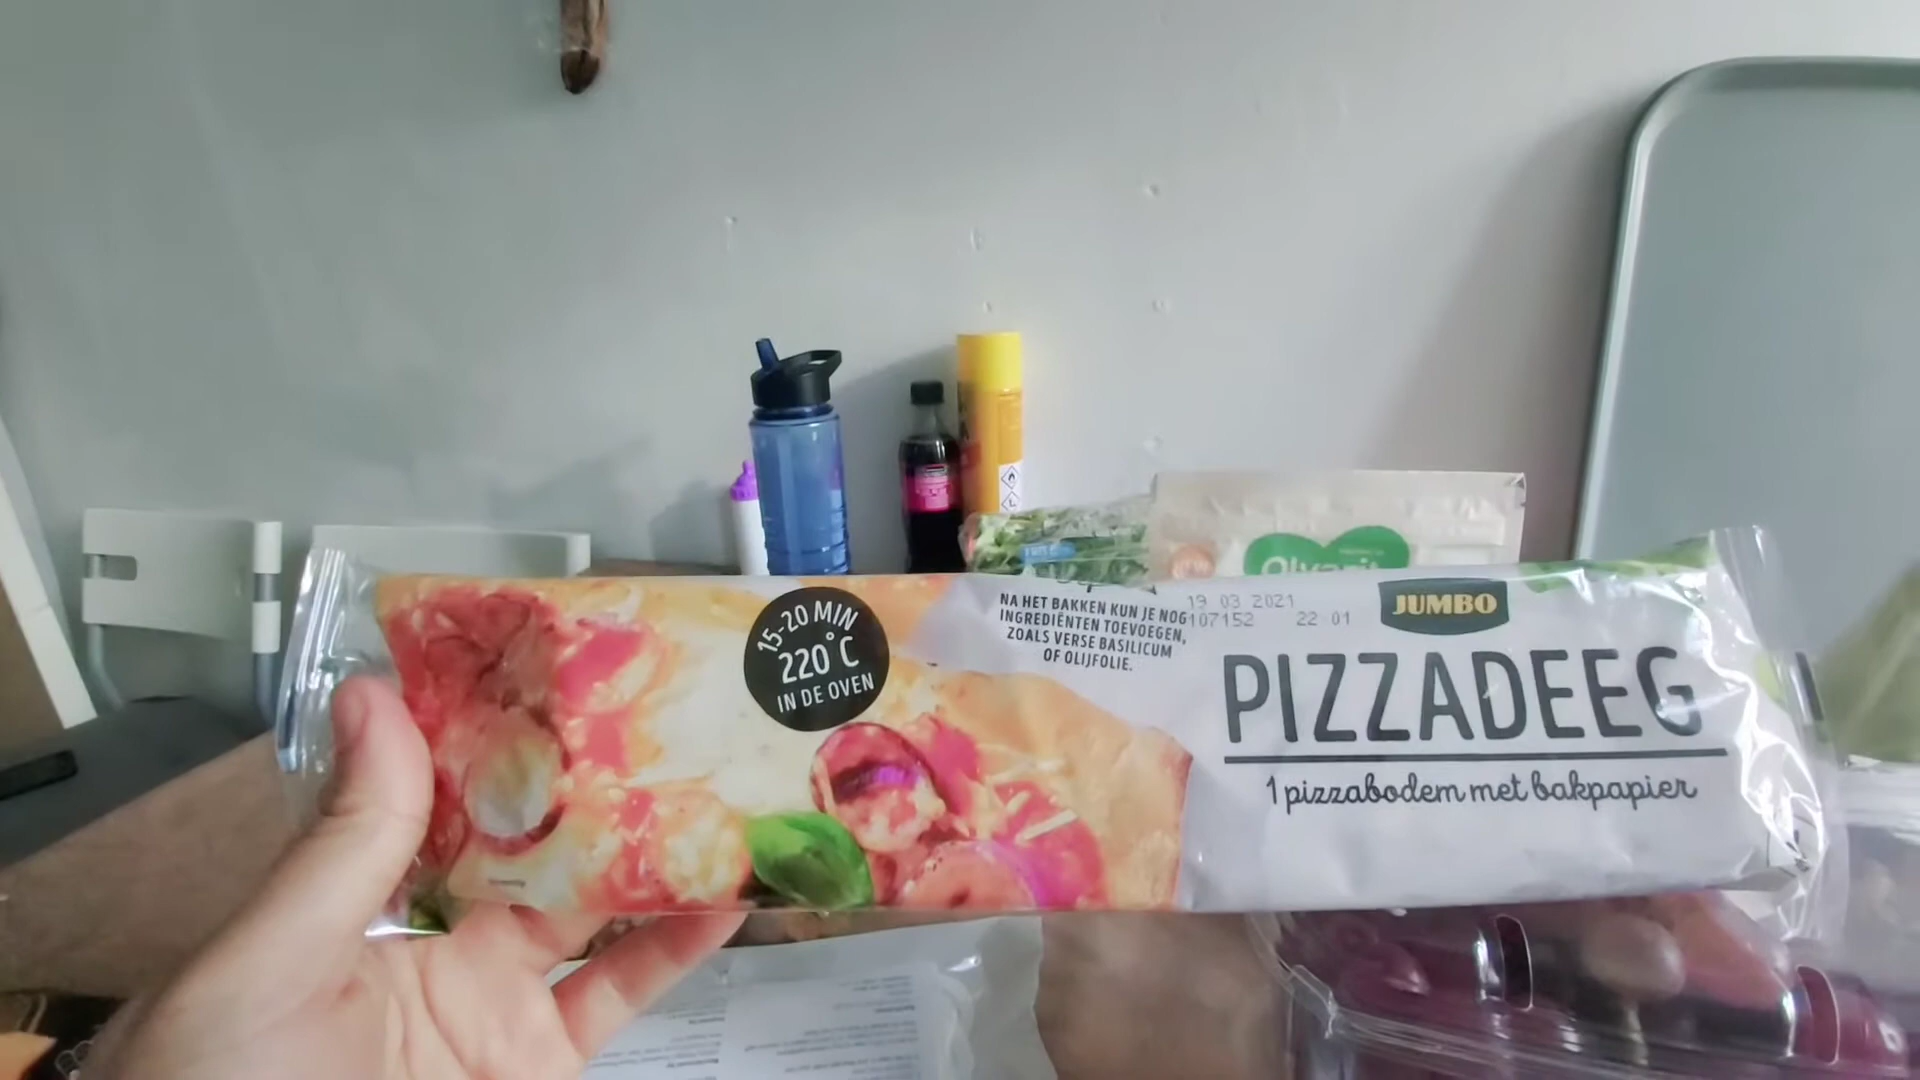 15-20 MIN
220°C
IN DE OVEN
NA HET BAKKEN KUN JE NOG
INGREDIËNTEN TOEVOEGEN,
ZOALS VERSE BASILICUM
OF OLIJFOLIE.
19 03 2021
107152 22 01
JUMBO
PIZZADEEG
1 pizzabodem met bakpapier
Olvarit